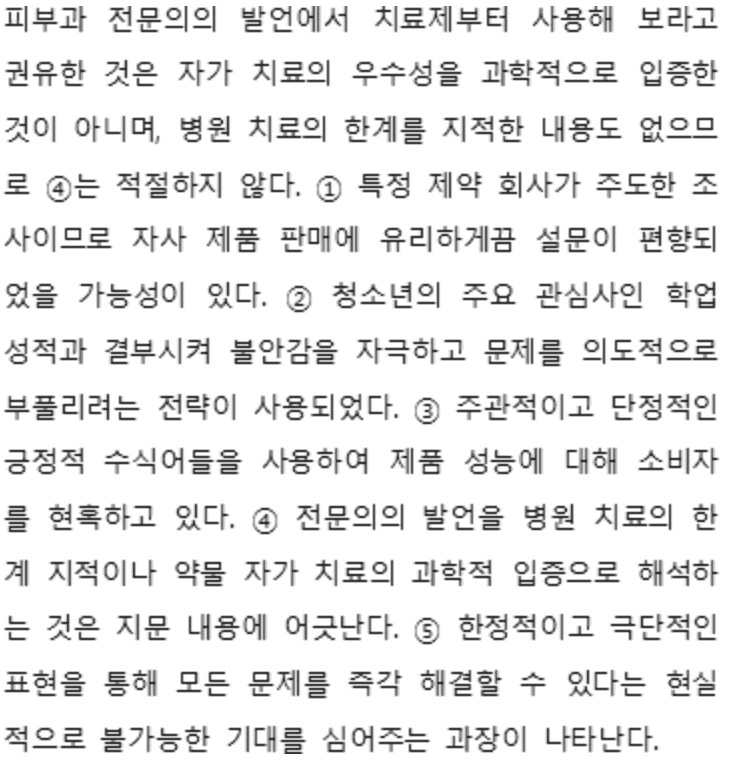 피부과 전문의의 발언에서 치료제부터 사용해 보라고
권유한 것은 자가 치료의 우수성을 과학적으로 입증한
것이 아니며, 병원 치료의 한계를 지적한 내용도 없으므
로 ④는 적절하지 않다. ① 특정 제약 회사가 주도한 조
사이므로 자사 제품 판매에 유리하게끔 설문이 편향되
었을 가능성이 있다. ② 청소년의 주요 관심사인 학업
성적과 결부시켜 불안감을 자극하고 문제를 의도적으로
부풀리려는 전략이 사용되었다. ③ 주관적이고 단정적인
긍정적 수식어들을 사용하여 제품 성능에 대해 소비자
를 현혹하고 있다. ④ 전문의의 발언을 병원 치료의 한
계 지적이나 약물 자가 치료의 과학적 입증으로 해석하
는 것은 지문 내용에 어긋난다. ⑤ 한정적이고 극단적인
표현을 통해 모든 문제를 즉각 해결할 수 있다는 현실
적으로 불가능한 기대를 심어주는 과장이 나타난다.